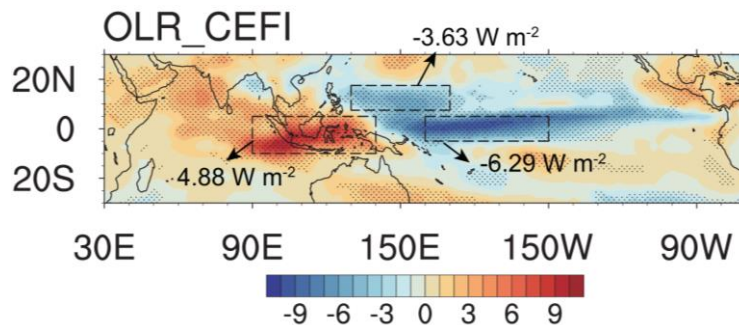 OLR_CEFI
-3.63 W m⁻²
20N
0
20S
4.88 W m⁻²
-6.29 W m⁻²
30E 90E 150E 150W 90W
-9 -6 -3 0 3 6 9